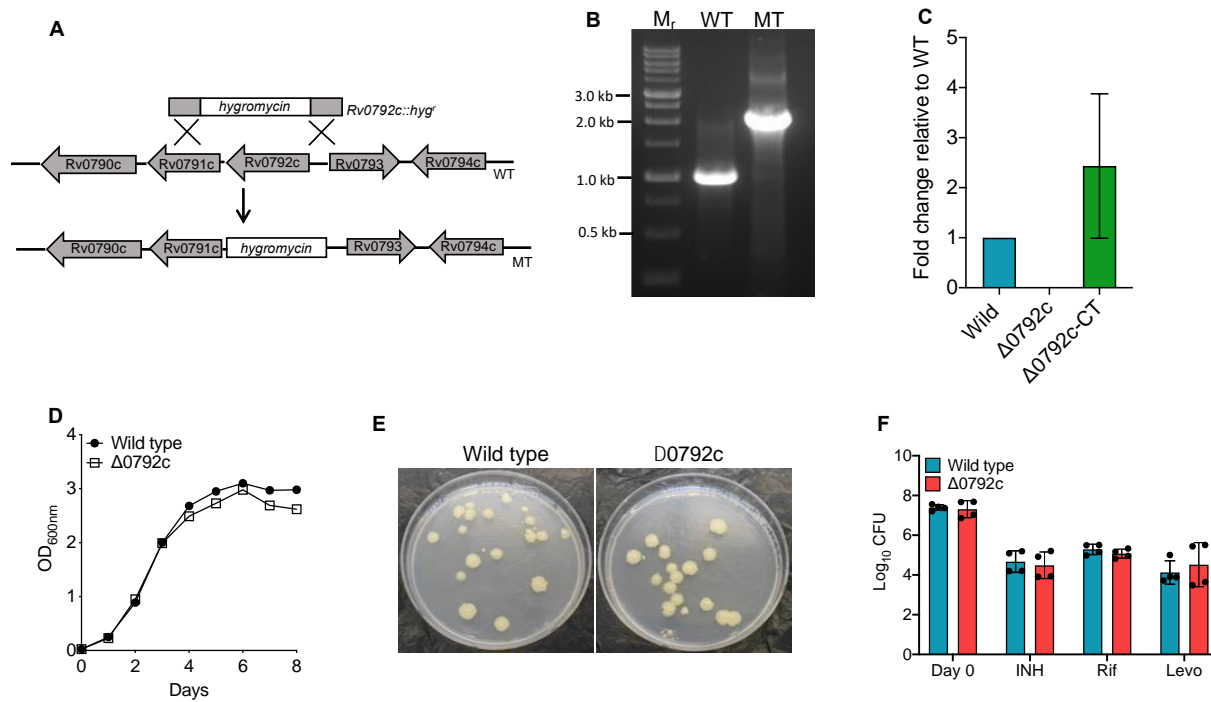 A
hygromycin
Rv0792c::hygʳ
Rv0790c
Rv0791c
Rv0792c
Rv0793
Rv0794c
WT
Rv0790c
Rv0791c
hygromycin
Rv0793
Rv0794c
MT
B
Mᵣ WT MT
3.0 kb
2.0 kb
1.0 kb
0.5 kb
C
Fold change relative to WT
5
4
3
2
1
0
Wild
Δ0792c
Δ0792c-CT
D
Wild type
Δ0792c
OD₆₀₀ₙₘ
4
3
2
1
0
0 2 4 6 8
Days
E
Wild type D0792c
F
Wild type
Δ0792c
Log₁₀ CFU
10
8
6
4
2
0
Day 0 INH Rif Levo